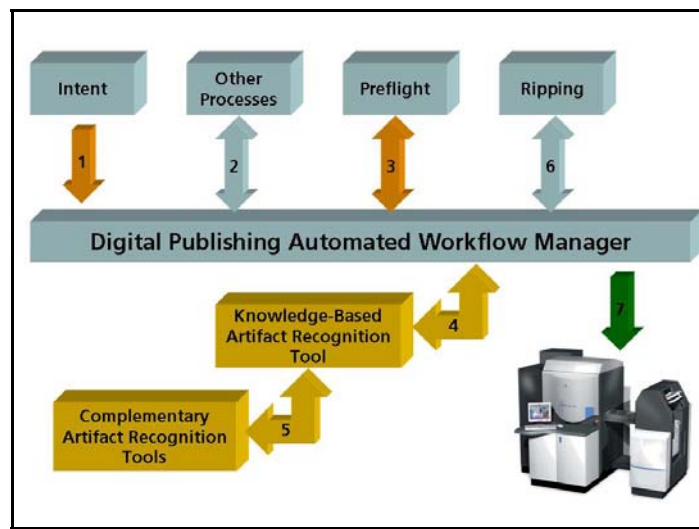 Intent
Other
Processes
Preflight
Ripping
1
2
3
6
Digital Publishing Automated Workflow Manager
7
Knowledge-Based
Artifact Recognition
Tool
4
Complementary
Artifact Recognition
Tools
5